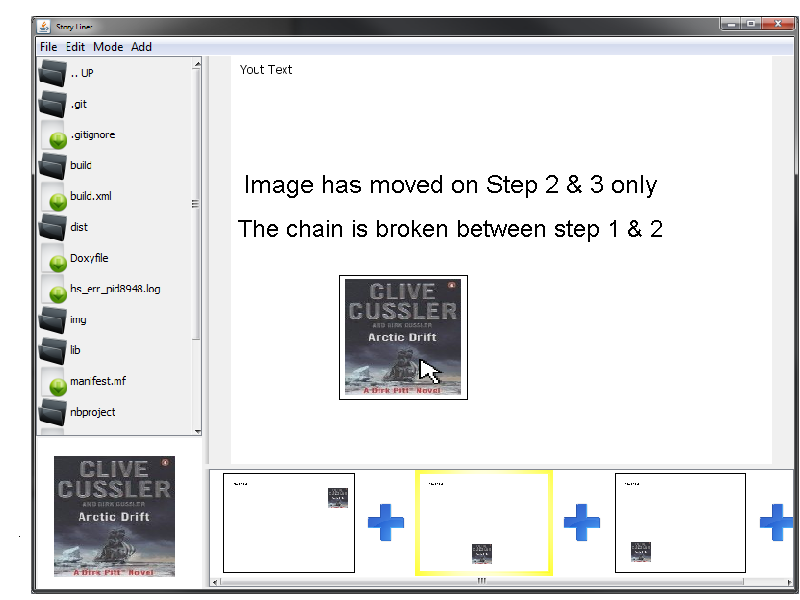 Story Liner
File Edit Mode Add
.. UP
.git
.gitignore
build
build.xml
dist
Doxyfile
hs_err_pid8948.log
img
lib
manifest.mf
nbproject
Yout Text
Image has moved on Step 2 & 3 only
The chain is broken between step 1 & 2
CLIVE
CUSSLER
AND DIRK CUSSLER
Arctic Drift
A Dirk Pitt Novel
CLIVE
CUSSLER
AND DIRK CUSSLER
Arctic Drift
A Dirk Pitt Novel